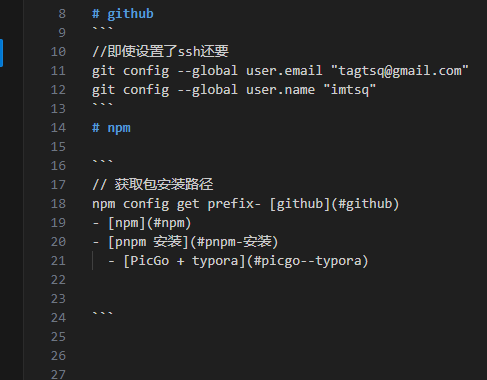 8 # github
9 ```
10 //即使设置了ssh还要
11 git config --global user.email "tagtsq@gmail.com"
12 git config --global user.name "imtsq"
13 ```
14 # npm
15
16 ```
17 // 获取包安装路径
18 npm config get prefix- [github](#github)
19 - [npm](#npm)
20 - [pnpm 安装](#pnpm-安装)
21   - [PicGo + typora](#picgo--typora)
22
23
24 ```
25
26
27